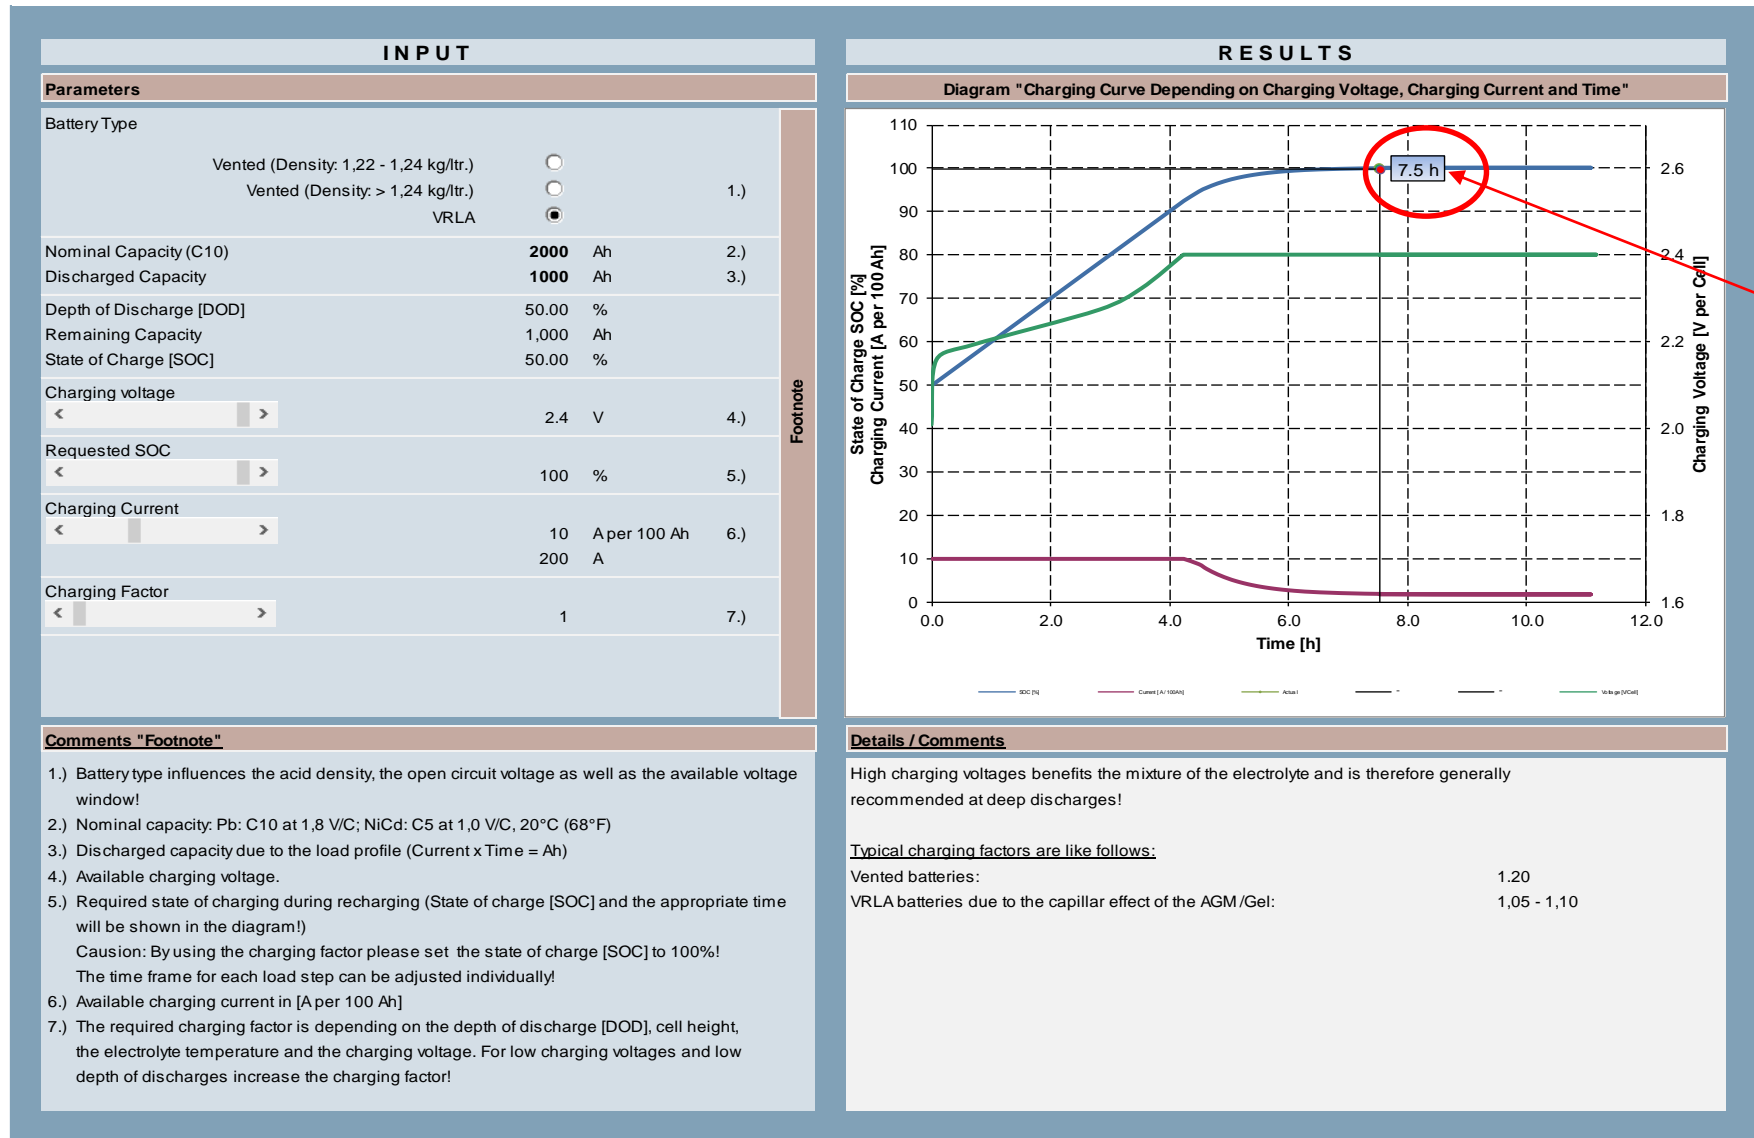 INPUT
Parameters
Battery Type
Vented (Density: 1,22 - 1,24 kg/ltr.)
Vented (Density: > 1,24 kg/ltr.)
1.)
VRLA
Nominal Capacity (C10) 2000 Ah 2.)
Discharged Capacity 1000 Ah 3.)
Depth of Discharge [DOD] 50.00 %
Remaining Capacity 1,000 Ah
State of Charge [SOC] 50.00 %
Charging voltage
2.4 V 4.)
Requested SOC
100 % 5.)
Charging Current
10 A per 100 Ah 6.)
200 A
Charging Factor
1 7.)
Footnote
Comments "Footnote"
1.) Battery type influences the acid density, the open circuit voltage as well as the available voltage
window!
2.) Nominal capacity: Pb: C10 at 1,8 V/C; NiCd: C5 at 1,0 V/C, 20°C (68°F)
3.) Discharged capacity due to the load profile (Current x Time = Ah)
4.) Available charging voltage.
5.) Required state of charging during recharging (State of charge [SOC] and the appropriate time
will be shown in the diagram!)
Causion: By using the charging factor please set the state of charge [SOC] to 100%!
The time frame for each load step can be adjusted individually!
6.) Available charging current in [A per 100 Ah]
7.) The required charging factor is depending on the depth of discharge [DOD], cell height,
the electrolyte temperature and the charging voltage. For low charging voltages and low
depth of discharges increase the charging factor!
RESULTS
Diagram "Charging Curve Depending on Charging Voltage, Charging Current and Time"
State of Charge SOC [%]
Charging Current [A per 100 Ah]
110
100
90
80
70
60
50
40
30
20
10
0
7.5 h
2.6
2.4
2.2
2.0
1.8
1.6
Charging Voltage [V per Cell]
0.0 2.0 4.0 6.0 8.0 10.0 12.0
Time [h]
SOC [%] Current [A / 100Ah] Actual " " Voltage [V/Cell]
Details / Comments
High charging voltages benefits the mixture of the electrolyte and is therefore generally
recommended at deep discharges!
Typical charging factors are like follows:
Vented batteries: 1.20
VRLA batteries due to the capillar effect of the AGM/Gel: 1,05 - 1,10